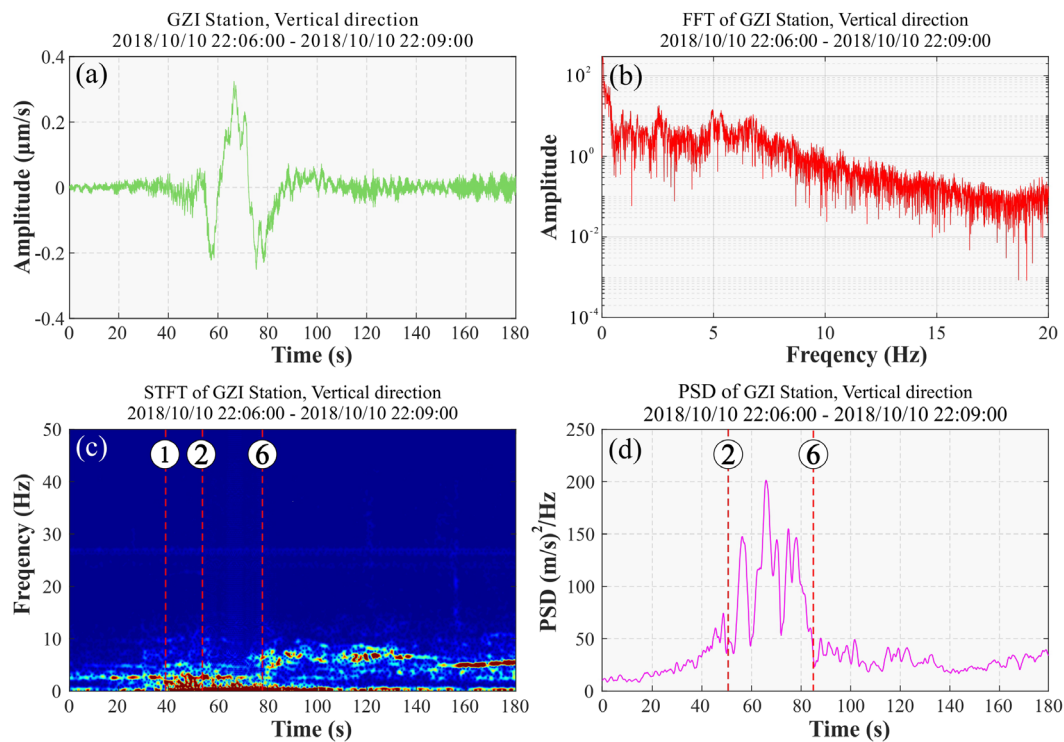 GZI Station, Vertical direction
2018/10/10 22:06:00 - 2018/10/10 22:09:00
(a)
Amplitude (μm/s)
0.4
0.2
0
-0.2
-0.4
0 20 40 60 80 100 120 140 160 180
Time (s)
FFT of GZI Station, Vertical direction
2018/10/10 22:06:00 - 2018/10/10 22:09:00
(b)
Amplitude
10²
10⁰
10⁻²
10⁻⁴
0 5 10 15 20
Freqency (Hz)
STFT of GZI Station, Vertical direction
2018/10/10 22:06:00 - 2018/10/10 22:09:00
(c)
1 2 6
Freqency (Hz)
50
40
30
20
10
0
0 20 40 60 80 100 120 140 160 180
Time (s)
PSD of GZI Station, Vertical direction
2018/10/10 22:06:00 - 2018/10/10 22:09:00
(d)
2 6
PSD (m/s)²/Hz
250
200
150
100
50
0
0 20 40 60 80 100 120 140 160 180
Time (s)